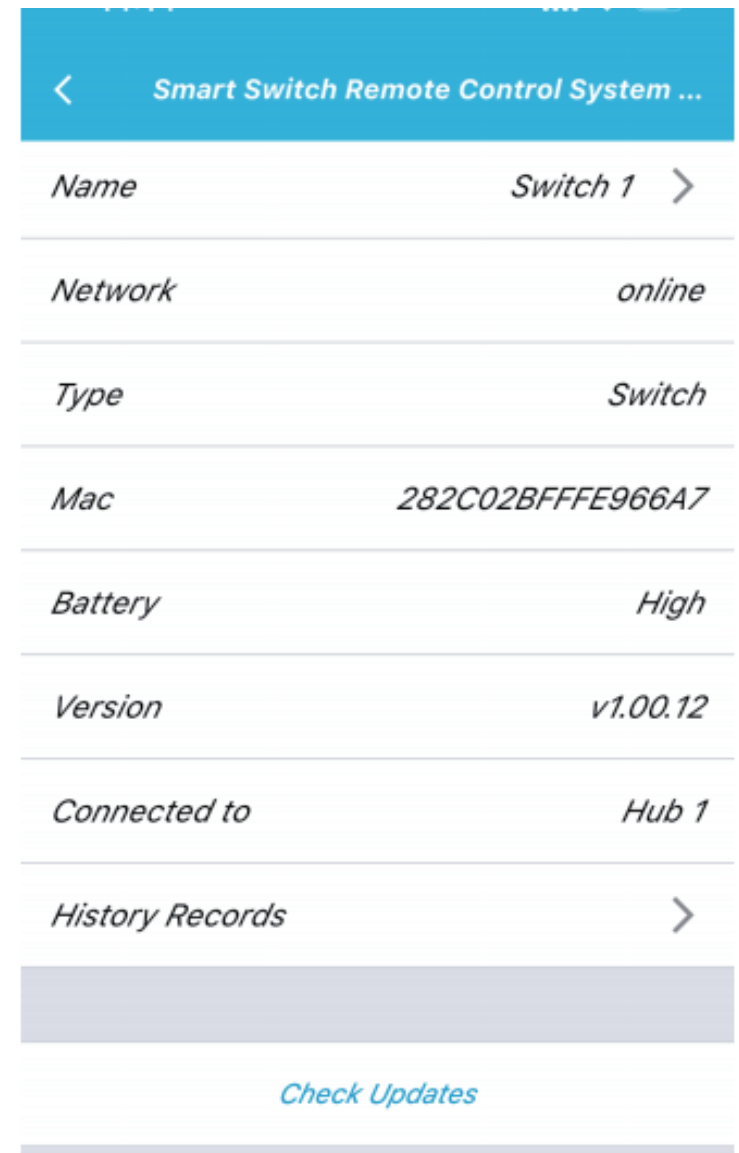 Smart Switch Remote Control System ...
Name Switch 1
Network online
Type Switch
Mac 282C02BFFFE966A7
Battery High
Version v1.00.12
Connected to Hub 1
History Records
Check Updates